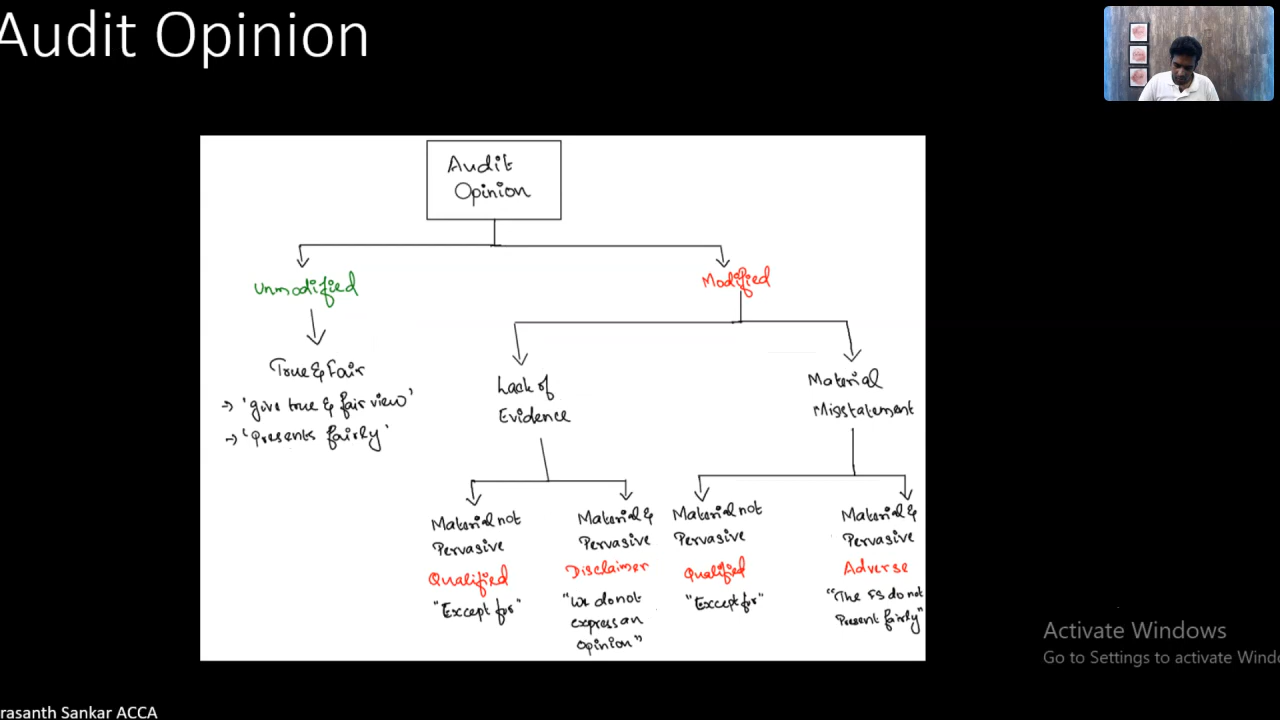 Audit Opinion
Audit
Opinion
Unmodified
Modified
True & Fair
→ 'give true & fair view'
→ 'Presents fairly'
Lack of
Evidence
Material
Misstatement
Material not
Pervasive
Qualified
"Except for"
Material &
Pervasive
Disclaimer
"We do not
express an
opinion"
Material not
Pervasive
Qualified
"Except for"
Material &
Pervasive
Adverse
"The FS do not
Present fairly"
Activate Windows
Go to Settings to activate Windo
rasanth Sankar ACCA